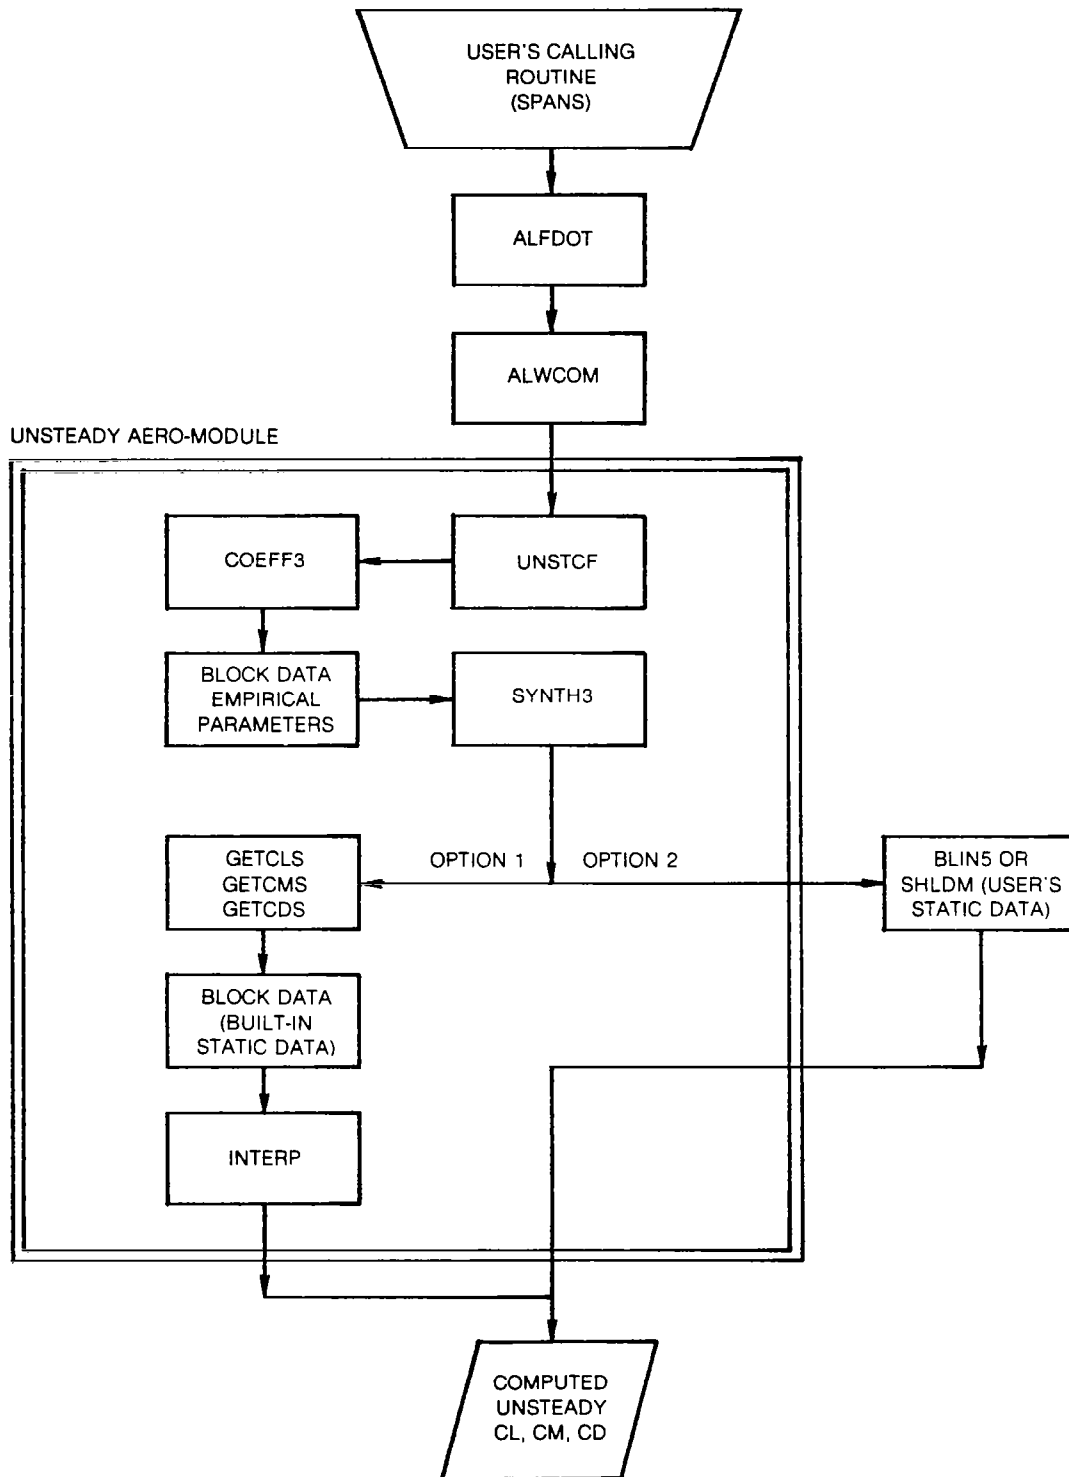 USER'S CALLING
ROUTINE
(SPANS)
ALFDOT
ALWCOM
UNSTEADY AERO-MODULE
COEFF3
UNSTCF
BLOCK DATA
EMPIRICAL
PARAMETERS
SYNTH3
GETCLS
GETCMS
GETCDS
OPTION 1
OPTION 2
BLIN5 OR
SHLDM (USER'S
STATIC DATA)
BLOCK DATA
(BUILT-IN
STATIC DATA)
INTERP
COMPUTED
UNSTEADY
CL, CM, CD